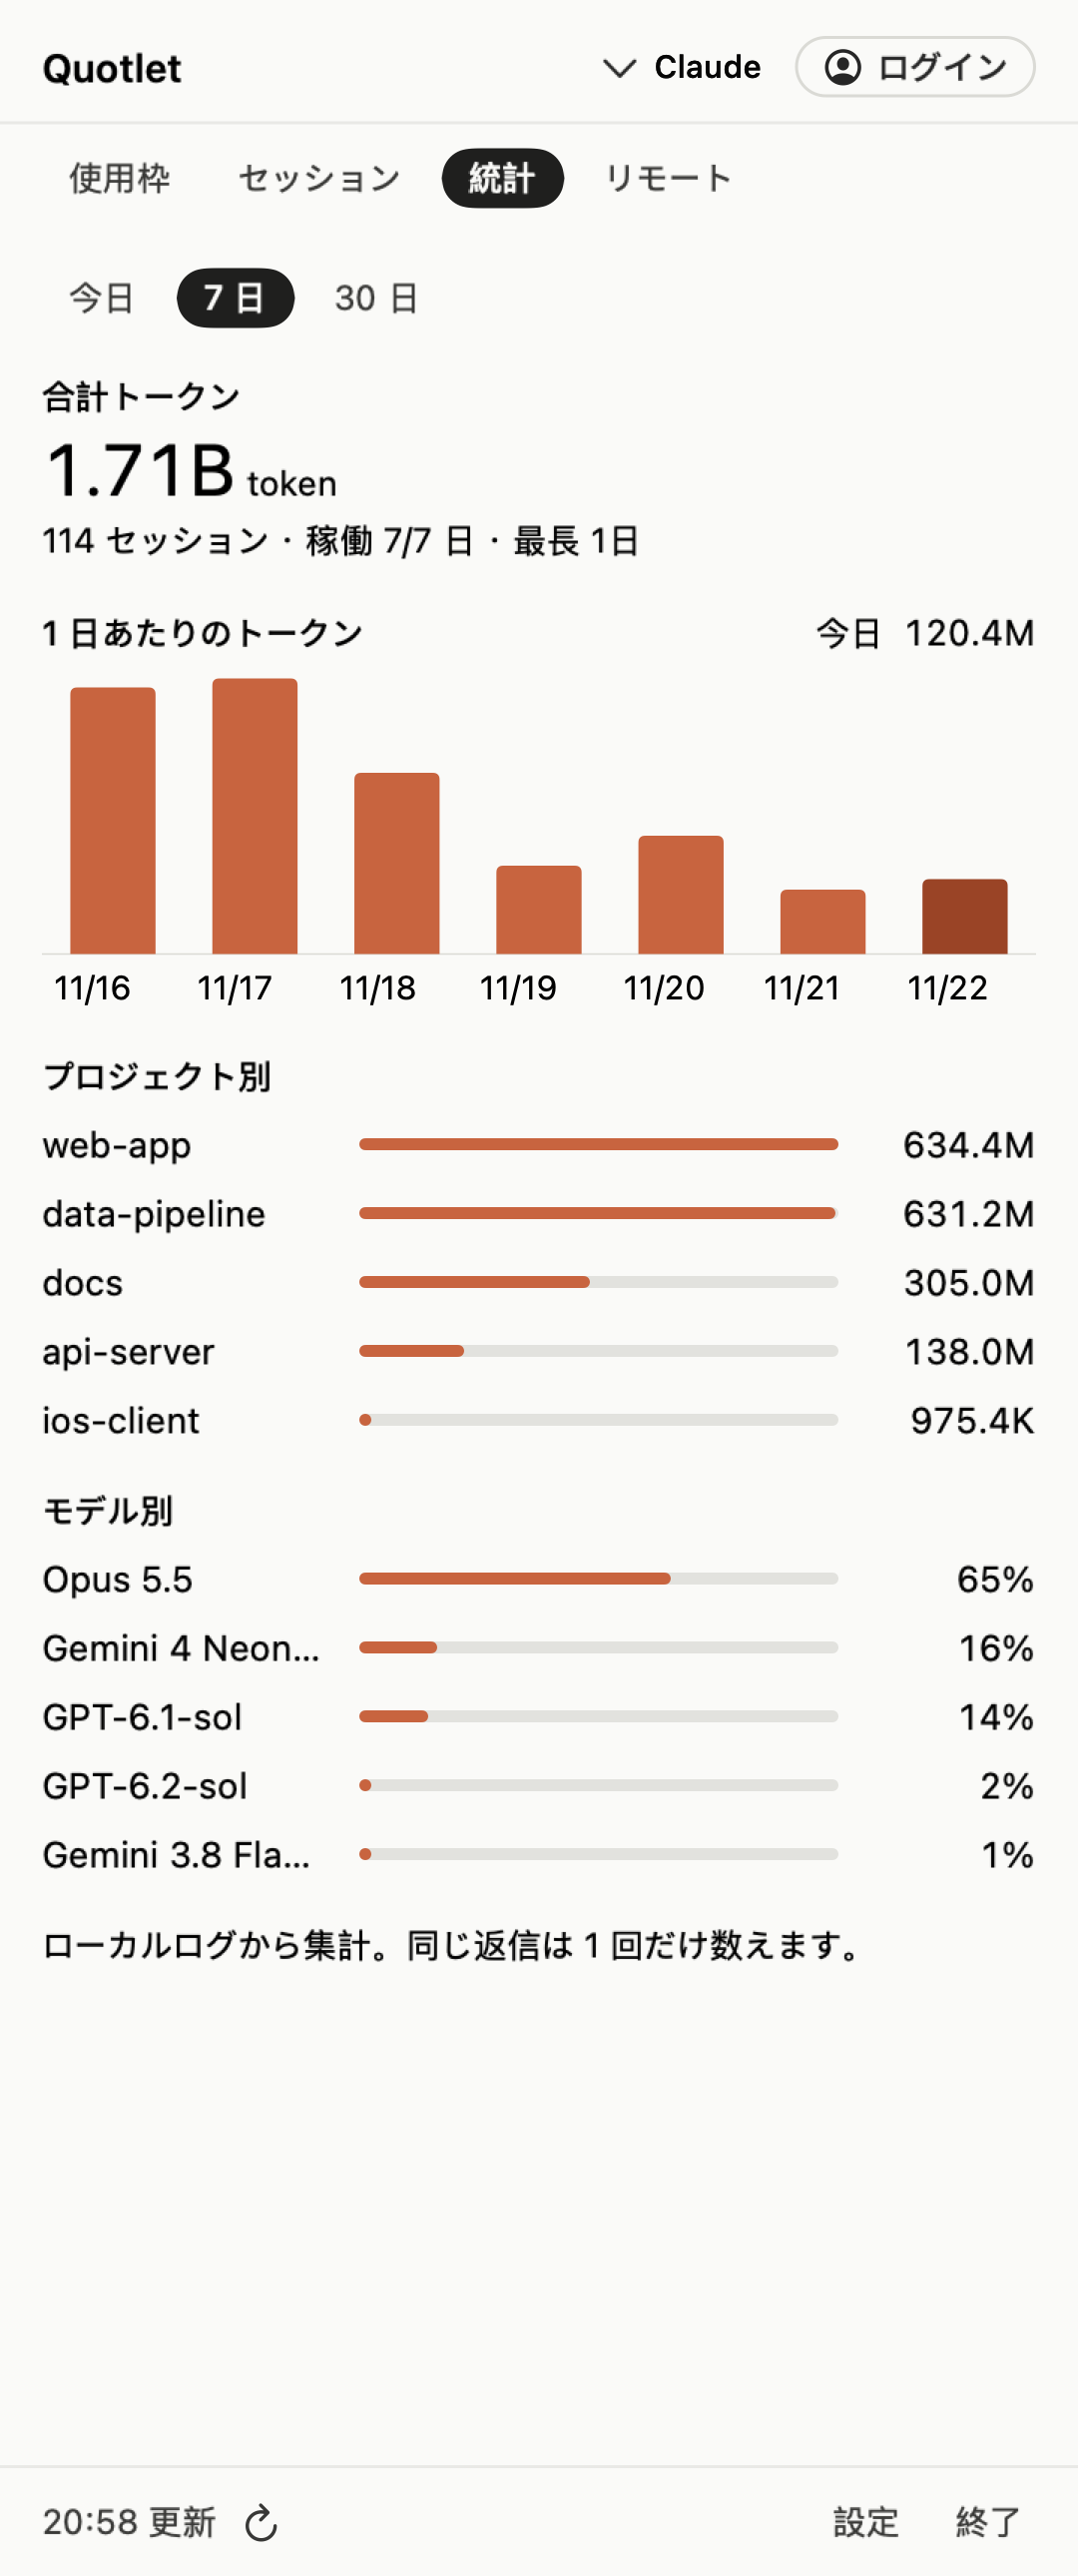 Quotlet
Claude
ログイン
使用枠 セッション 統計 リモート
今日 7 日 30 日
合計トークン
1.71B token
114 セッション · 稼働 7/7 日 · 最長 1日
1 日あたりのトークン 今日 120.4M
11/16 11/17 11/18 11/19 11/20 11/21 11/22
プロジェクト別
web-app 634.4M
data-pipeline 631.2M
docs 305.0M
api-server 138.0M
ios-client 975.4K
モデル別
Opus 5.5 65%
Gemini 4 Neon... 16%
GPT-6.1-sol 14%
GPT-6.2-sol 2%
Gemini 3.8 Fla... 1%
ローカルログから集計。同じ返信は 1 回だけ数えます。
20:58 更新 設定 終了